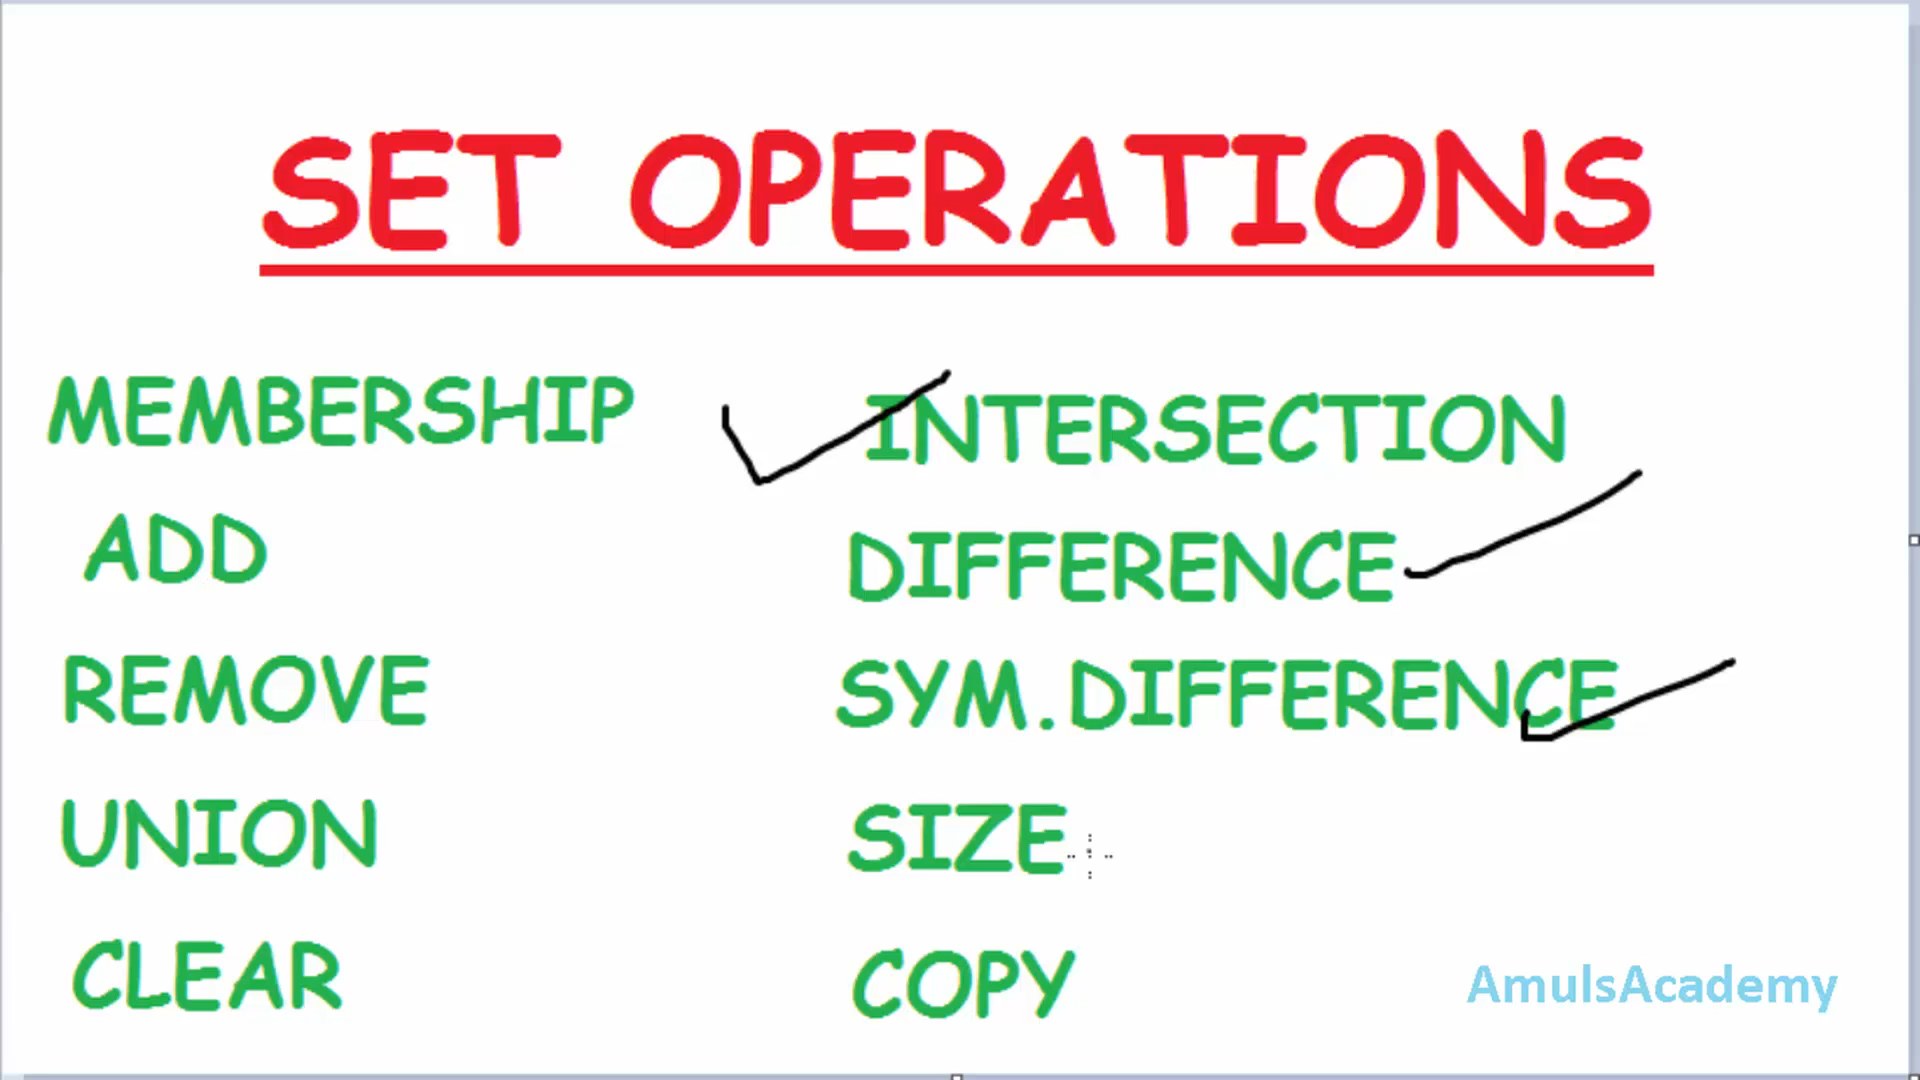 SET OPERATIONS
MEMBERSHIP
ADD
REMOVE
UNION
CLEAR
INTERSECTION
DIFFERENCE
SYM.DIFFERENCE
SIZE
COPY
AmulsAcademy